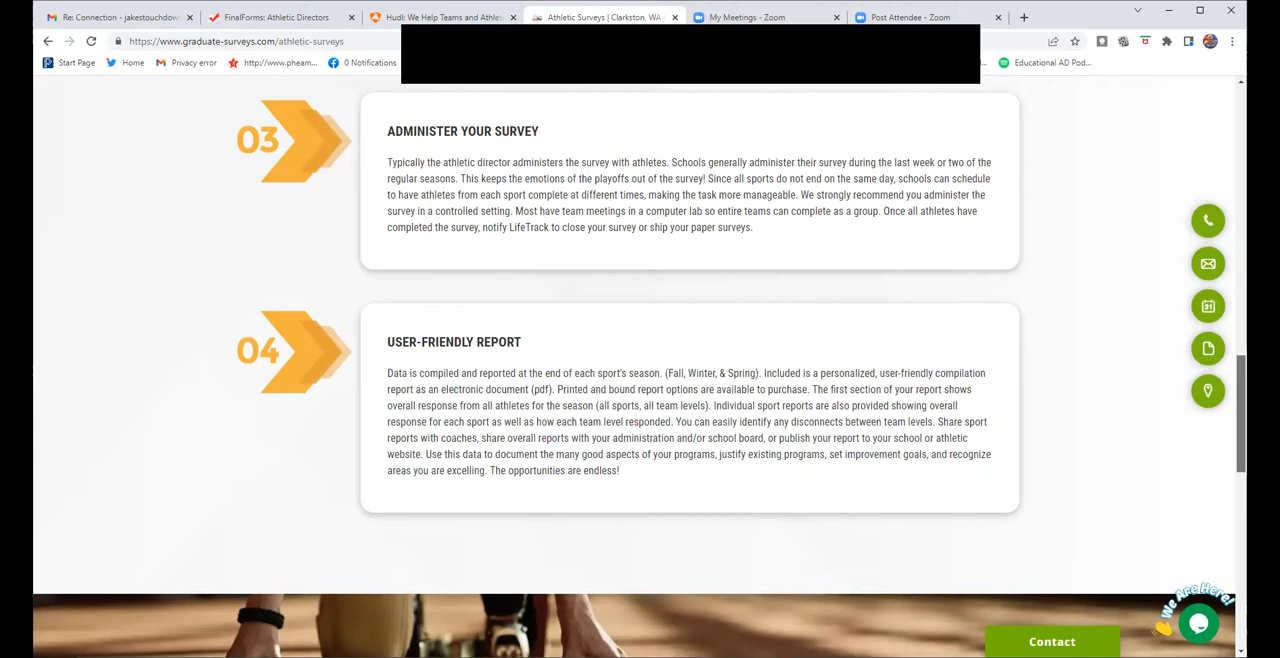 Re: Connection - jakestouchdow
FinalForms: Athletic Directors
Hudl: We Help Teams and Athlet
Athletic Surveys | Clarkston, WA |
My Meetings - Zoom
Post Attendee - Zoom
https://www.graduate-surveys.com/athletic-surveys
Start Page
Home
Privacy error
http://www.pheam...
0 Notifications
Educational AD Pod...
03
ADMINISTER YOUR SURVEY
Typically the athletic director administers the survey with athletes. Schools generally administer their survey during the last week or two of the
regular seasons. This keeps the emotions of the playoffs out of the survey! Since all sports do not end on the same day, schools can schedule
to have athletes from each sport complete at different times, making the task more manageable. We strongly recommend you administer the
survey in a controlled setting. Most have team meetings in a computer lab so entire teams can complete as a group. Once all athletes have
completed the survey, notify LifeTrack to close your survey or ship your paper surveys.
04
USER-FRIENDLY REPORT
Data is compiled and reported at the end of each sport's season. (Fall, Winter, & Spring). Included is a personalized, user-friendly compilation
report as an electronic document (pdf). Printed and bound report options are available to purchase. The first section of your report shows
overall response from all athletes for the season (all sports, all team levels). Individual sport reports are also provided showing overall
response for each sport as well as how each team level responded. You can easily identify any disconnects between team levels. Share sport
reports with coaches, share overall reports with your administration and/or school board, or publish your report to your school or athletic
website. Use this data to document the many good aspects of your programs, justify existing programs, set improvement goals, and recognize
areas you are excelling. The opportunities are endless!
31
We Are Here!
Contact